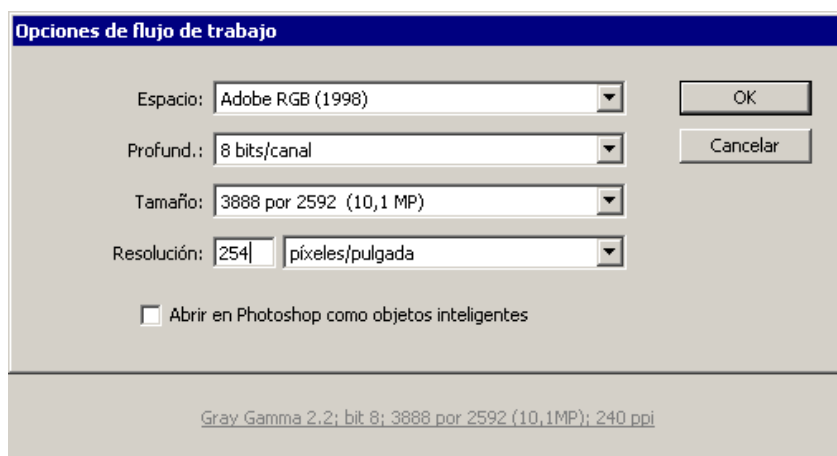 Opciones de flujo de trabajo
Espacio: Adobe RGB (1998) OK
Profund.: 8 bits/canal Cancelar
Tamaño: 3888 por 2592 (10,1 MP)
Resolución: 254 píxeles/pulgada
Abrir en Photoshop como objetos inteligentes
Gray Gamma 2.2; bit 8; 3888 por 2592 (10,1MP); 240 ppi